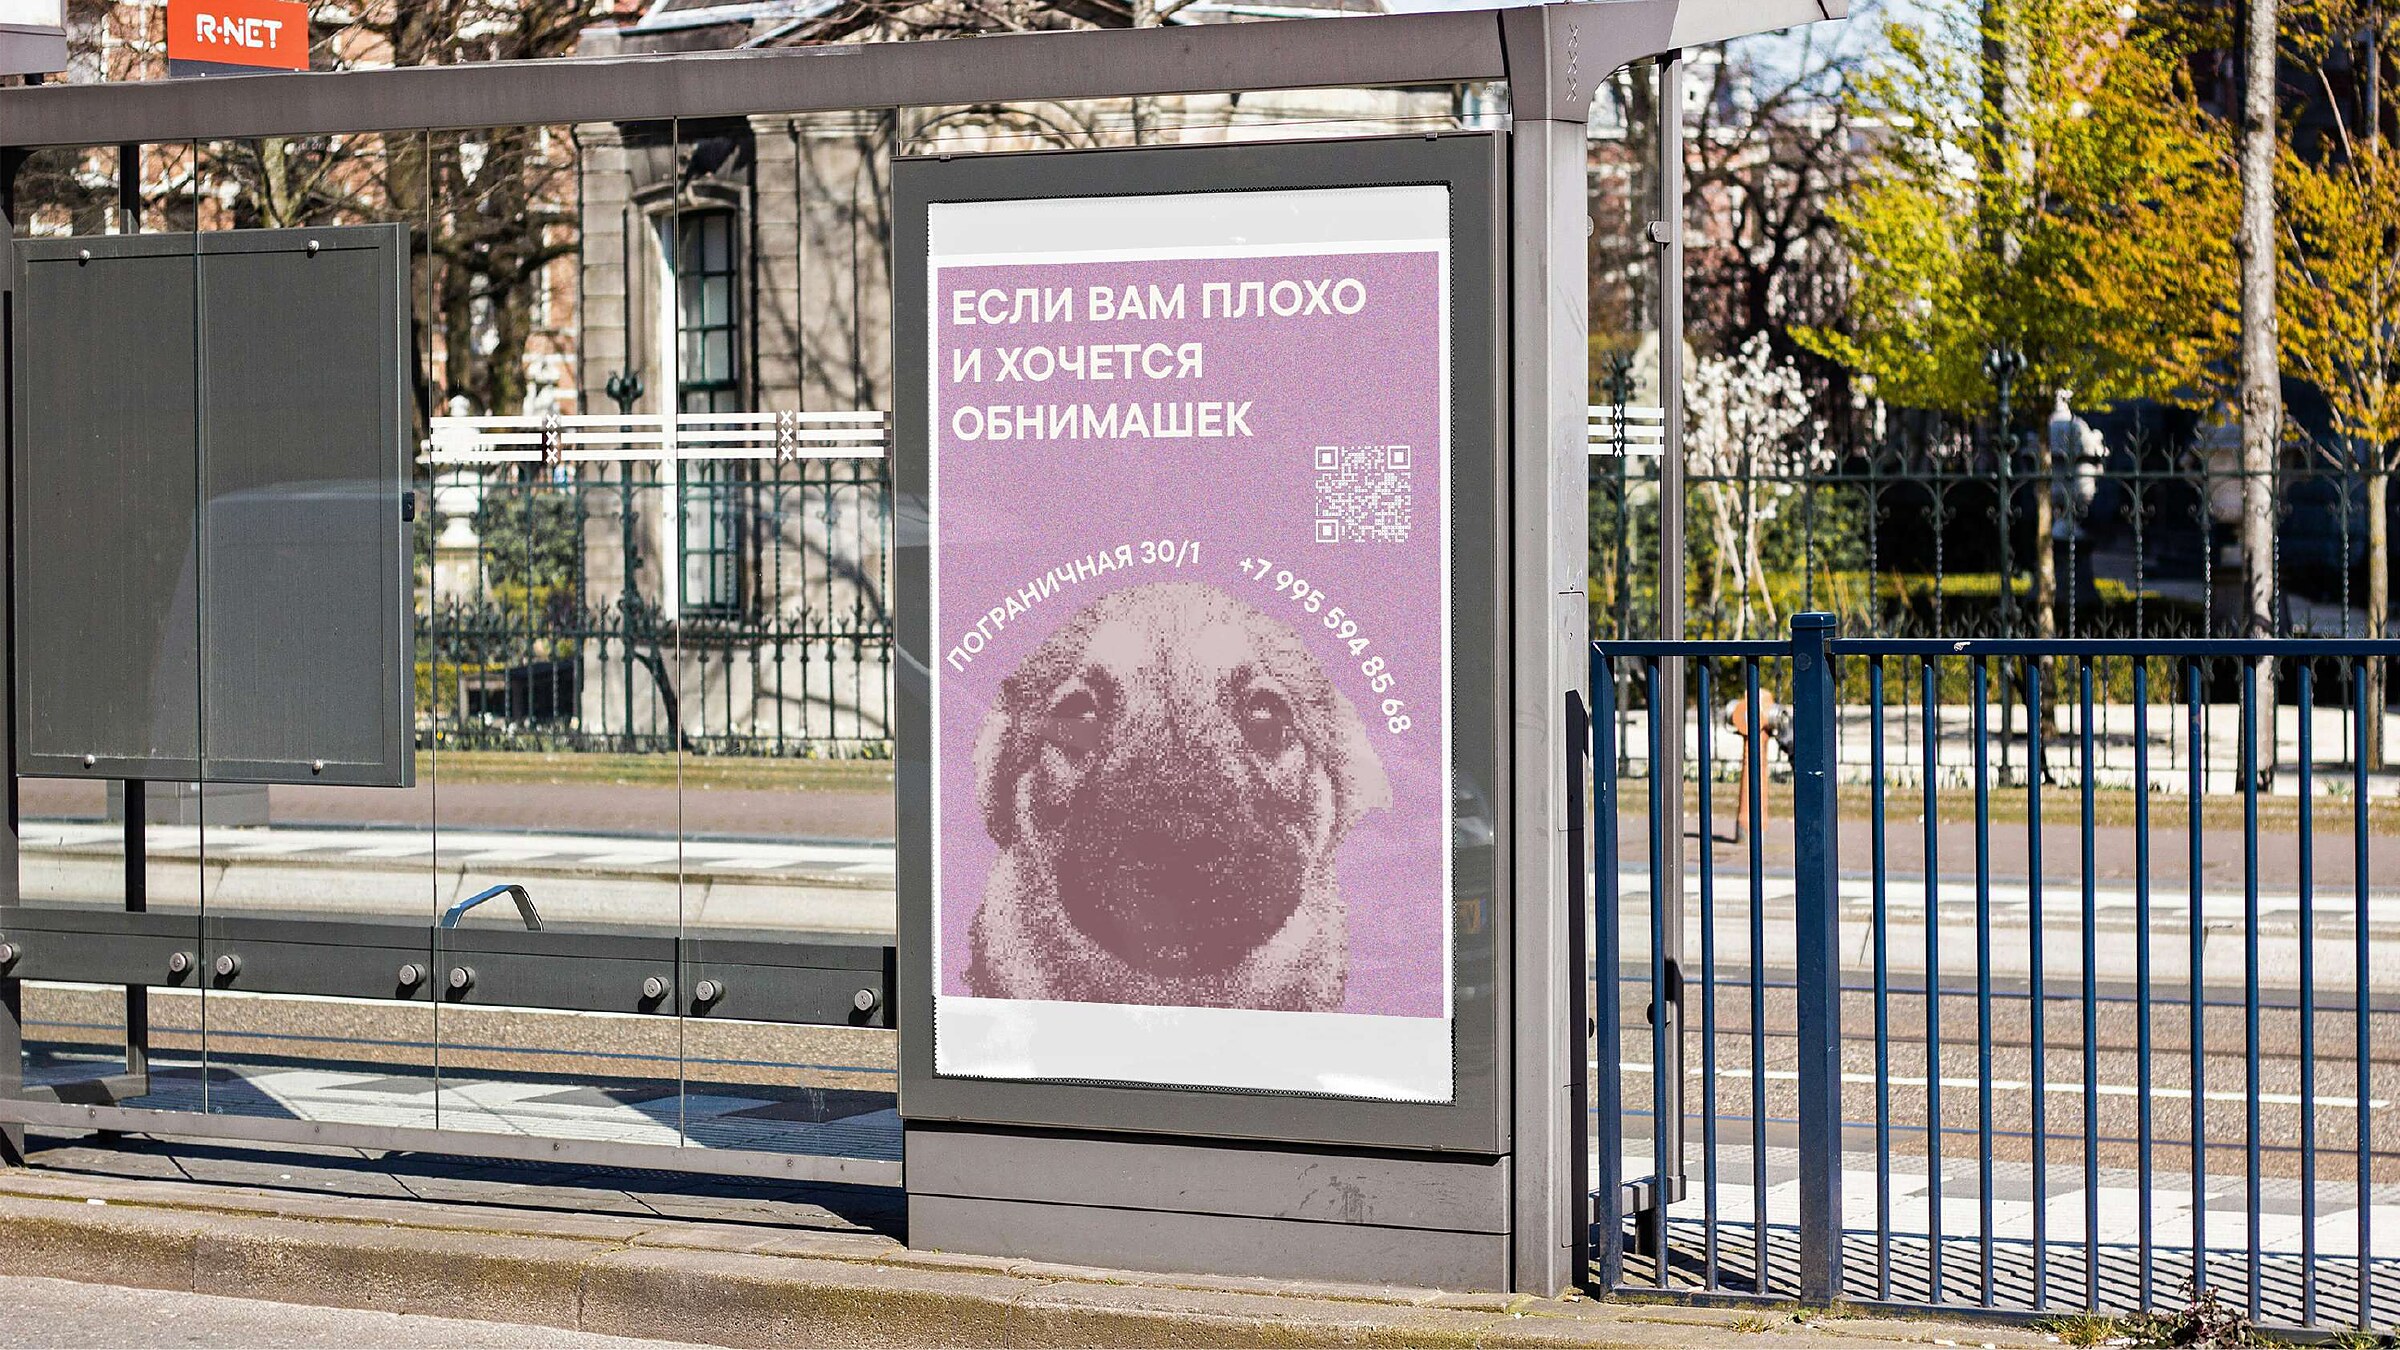 R-NET
ЕСЛИ ВАМ ПЛОХО
И ХОЧЕТСЯ
ОБНИМАШЕК
ПОГРАНИЧНАЯ 30/1
+7 995 594 85 68